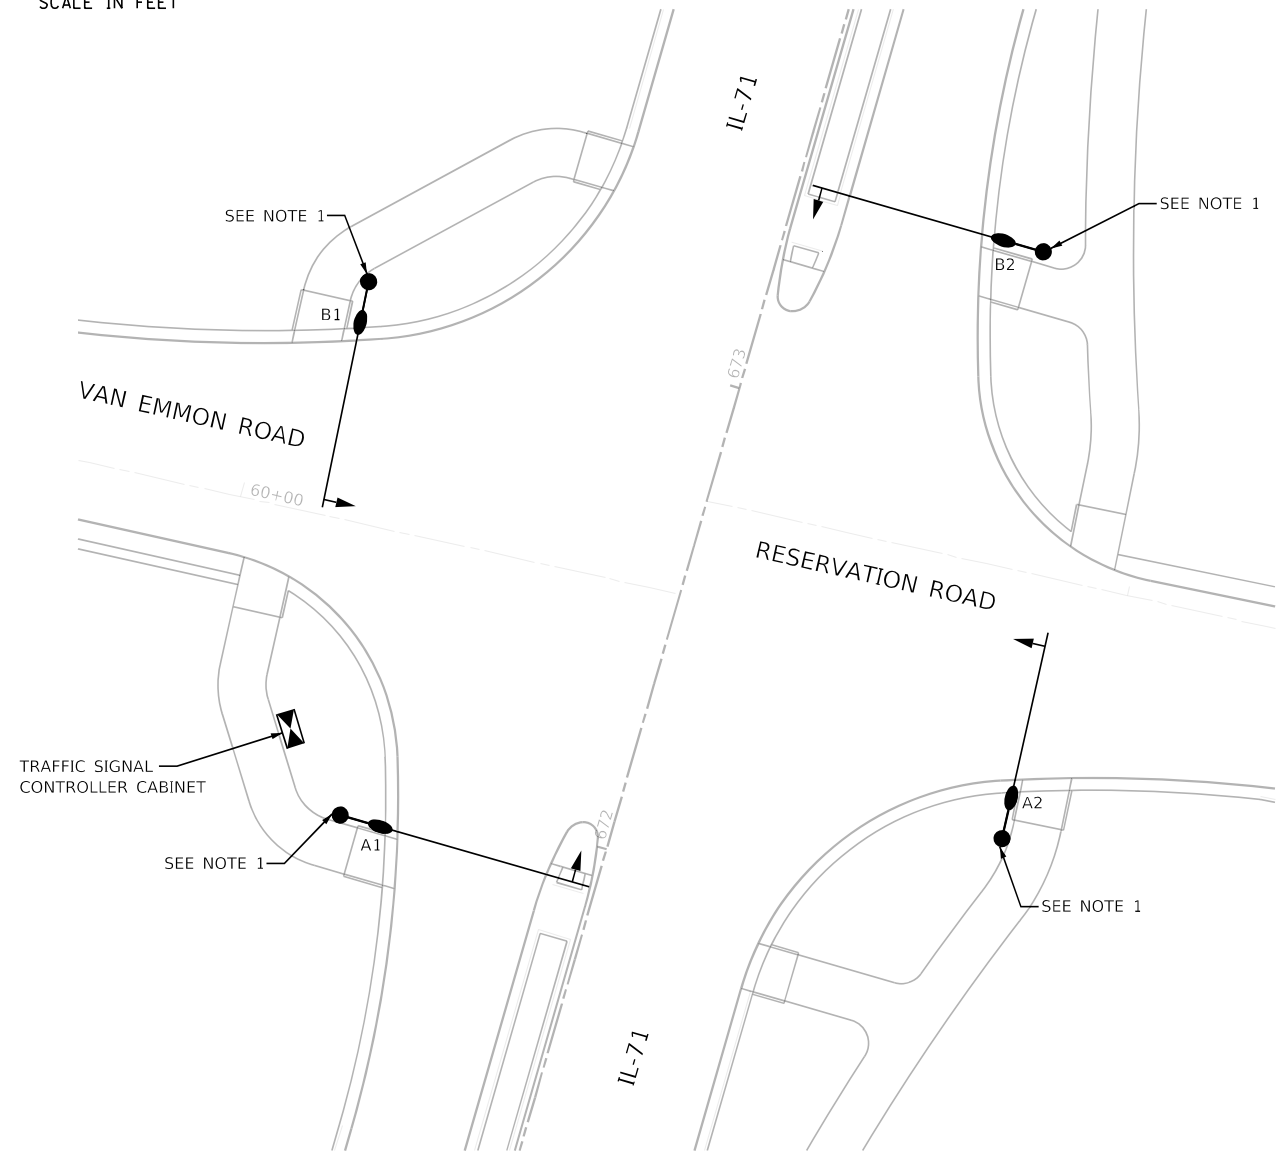 SCALE IN FEET
IL-71
SEE NOTE 1
SEE NOTE 1
B2
B1
673
VAN EMMON ROAD
60+00
RESERVATION ROAD
TRAFFIC SIGNAL
CONTROLLER CABINET
A2
672
A1
SEE NOTE 1
SEE NOTE 1
IL-71